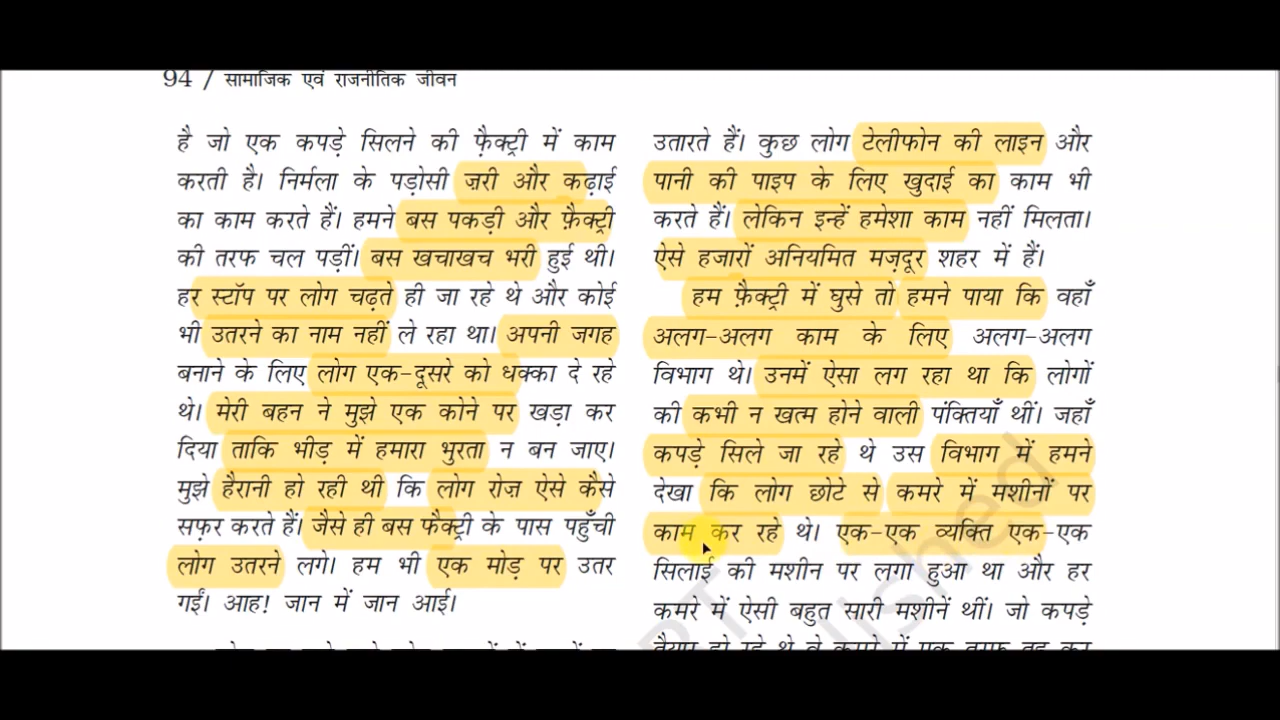 94 / सामाजिक एवं राजनीतिक जीवन
है जो एक कपड़े सिलने की फ़ैक्ट्री में काम
करती है। निर्मला के पड़ोसी ज़री और कढ़ाई
का काम करते हैं। हमने बस पकड़ी और फ़ैक्ट्री
की तरफ चल पड़ीं। बस खचाखच भरी हुई थी।
हर स्टॉप पर लोग चढ़ते ही जा रहे थे और कोई
भी उतरने का नाम नहीं ले रहा था। अपनी जगह
बनाने के लिए लोग एक-दूसरे को धक्का दे रहे
थे। मेरी बहन ने मुझे एक कोने पर खड़ा कर
दिया ताकि भीड़ में हमारा भुरता न बन जाए।
मुझे हैरानी हो रही थी कि लोग रोज़ ऐसे कैसे
सफ़र करते हैं। जैसे ही बस फैक्ट्री के पास पहुँची
लोग उतरने लगे। हम भी एक मोड़ पर उतर
गईं। आह! जान में जान आई।
उतारते हैं। कुछ लोग टेलीफोन की लाइन और
पानी की पाइप के लिए खुदाई का काम भी
करते हैं। लेकिन इन्हें हमेशा काम नहीं मिलता।
ऐसे हजारों अनियमित मज़दूर शहर में हैं।
हम फ़ैक्ट्री में घुसे तो हमने पाया कि वहाँ
अलग-अलग काम के लिए अलग-अलग
विभाग थे। उनमें ऐसा लग रहा था कि लोगों
की कभी न खत्म होने वाली पंक्तियाँ थीं। जहाँ
कपड़े सिले जा रहे थे उस विभाग में हमने
देखा कि लोग छोटे से कमरे में मशीनों पर
काम कर रहे थे। एक-एक व्यक्ति एक-एक
सिलाई की मशीन पर लगा हुआ था और हर
कमरे में ऐसी बहुत सारी मशीनें थीं। जो कपड़े